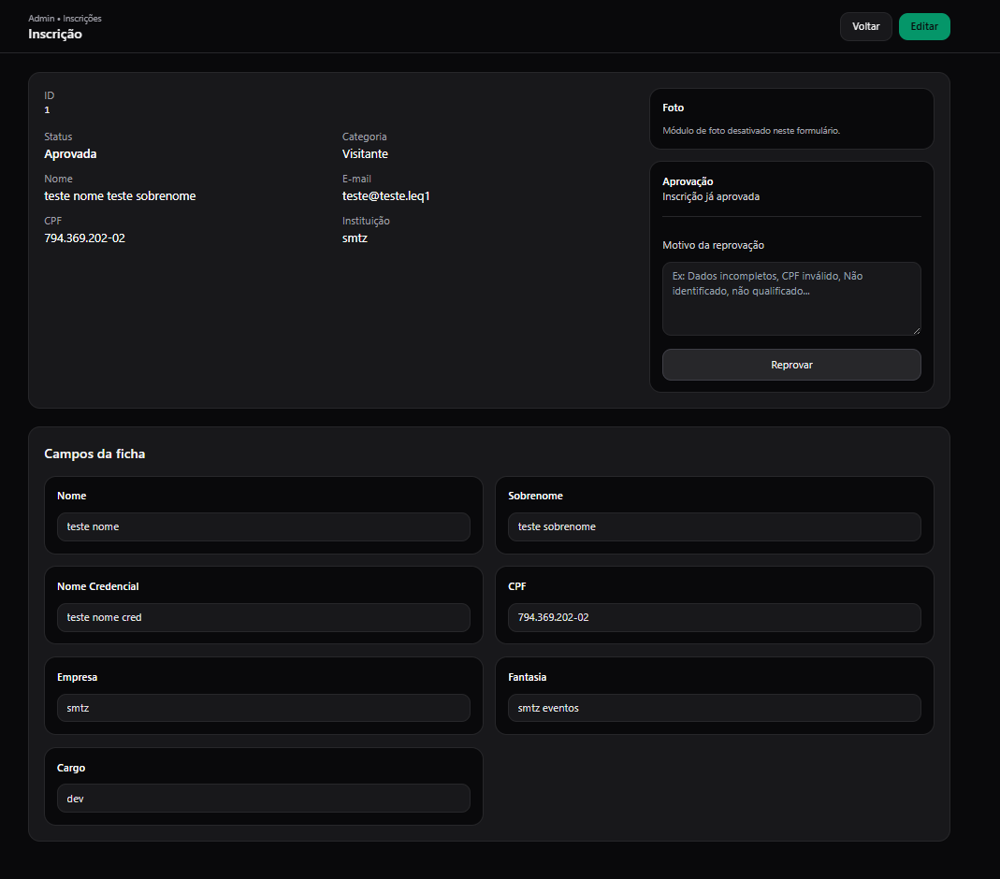 Admin • Inscrições
Inscrição
Voltar
Editar
ID
1
Status
Aprovada
Categoria
Visitante
Nome
teste nome teste sobrenome
E-mail
teste@teste.leq1
CPF
794.369.202-02
Instituição
smtz
Foto
Módulo de foto desativado neste formulário.
Aprovação
Inscrição já aprovada
Motivo da reprovação
Ex: Dados incompletos, CPF inválido, Não
identificado, não qualificado...
Reprovar
Campos da ficha
Nome
teste nome
Sobrenome
teste sobrenome
Nome Credencial
teste nome cred
CPF
794.369.202-02
Empresa
smtz
Fantasia
smtz eventos
Cargo
dev